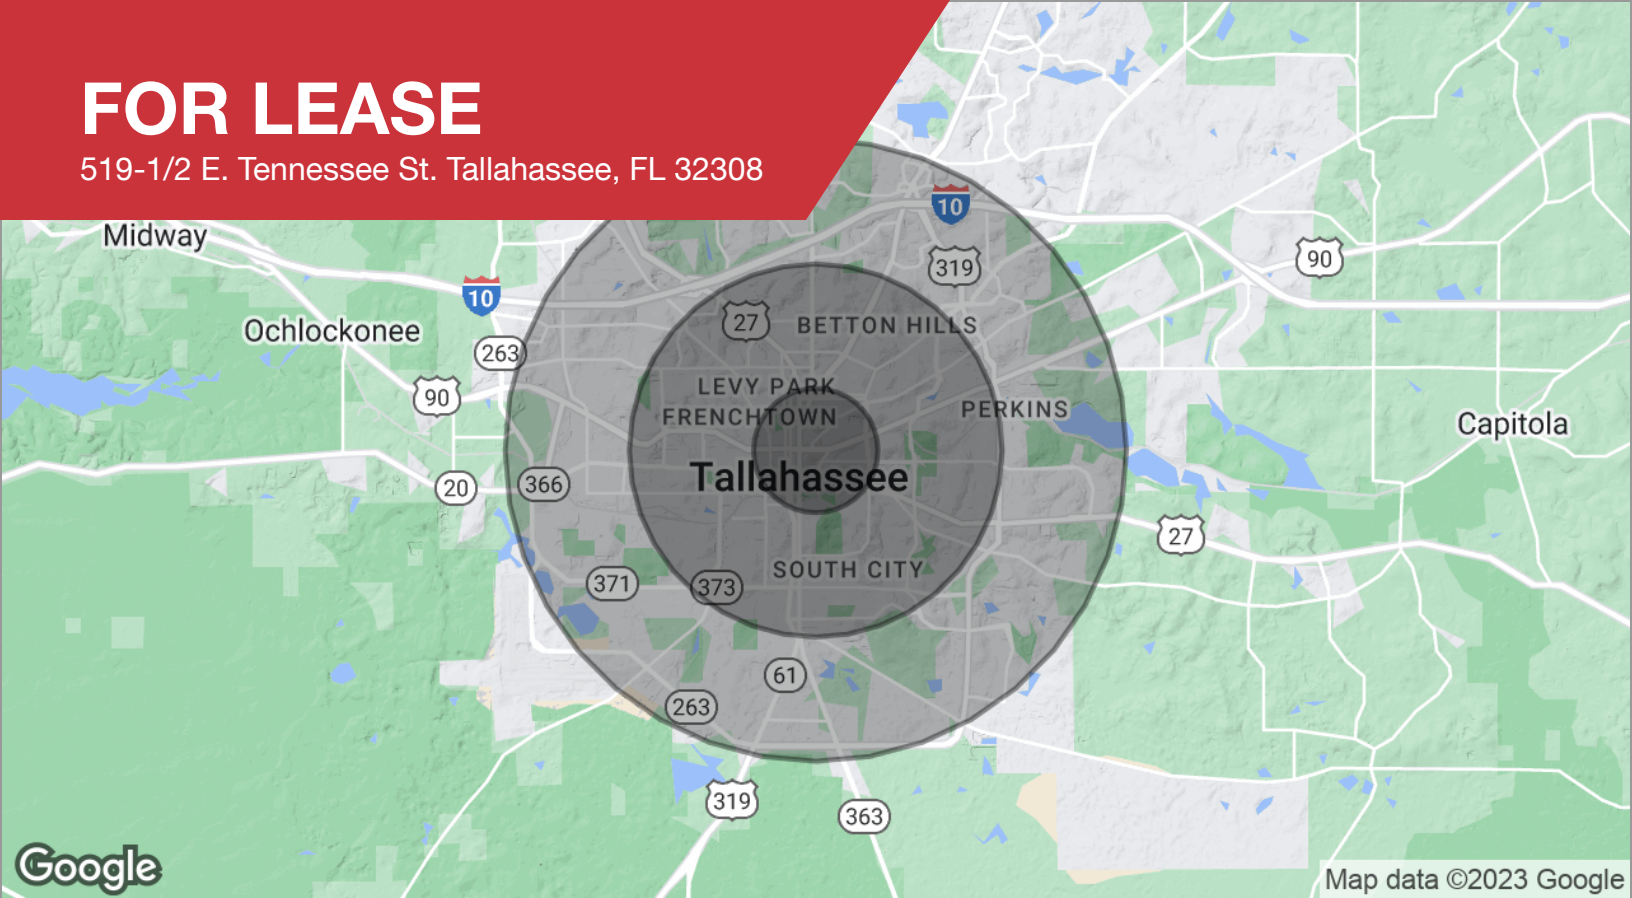 FOR LEASE
519-1/2 E. Tennessee St. Tallahassee, FL 32308
10
Midway
90
319
10
27
BETTON HILLS
Ochlockonee
263
LEVY PARK
90
PERKINS
FRENCHTOWN
Capitola
Tallahassee
20
366
27
SOUTH CITY
371
373
61
263
319
363
Google
Map data ©2023 Google